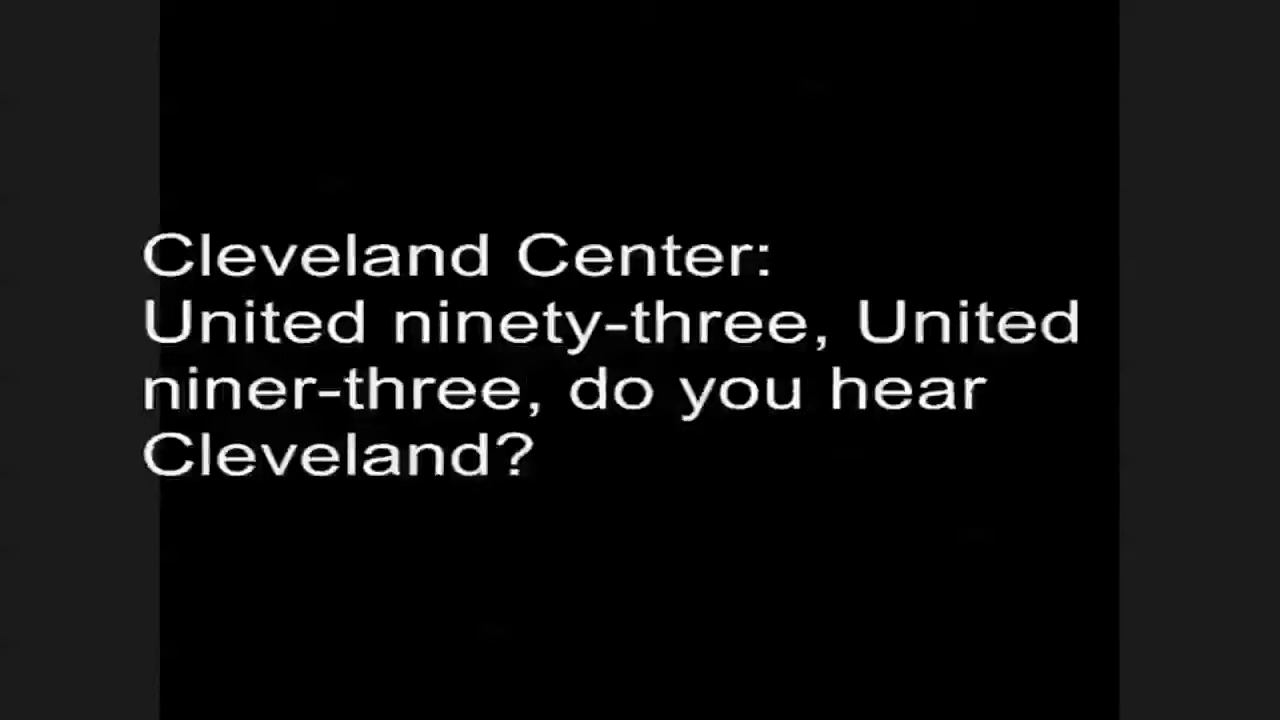 Cleveland Center:
United ninety-three, United
niner-three, do you hear
Cleveland?